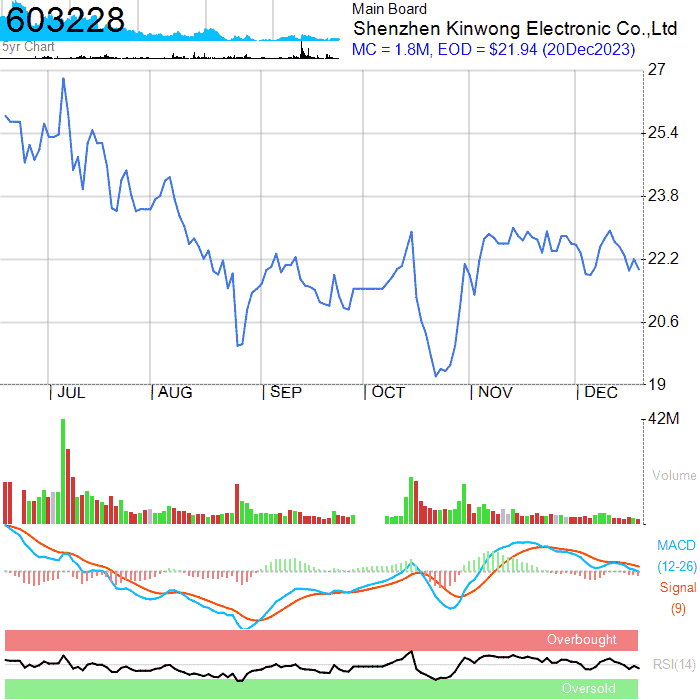 603228
5yr Chart
Main Board
Shenzhen Kinwong Electronic Co.,Ltd
MC = 1.8M, EOD = $21.94 (20Dec2023)
27
25.4
23.8
22.2
20.6
19
JUL AUG SEP OCT NOV DEC
42M
Volume
MACD
(12-26)
Signal
(9)
Overbought
RSI(14)
Oversold